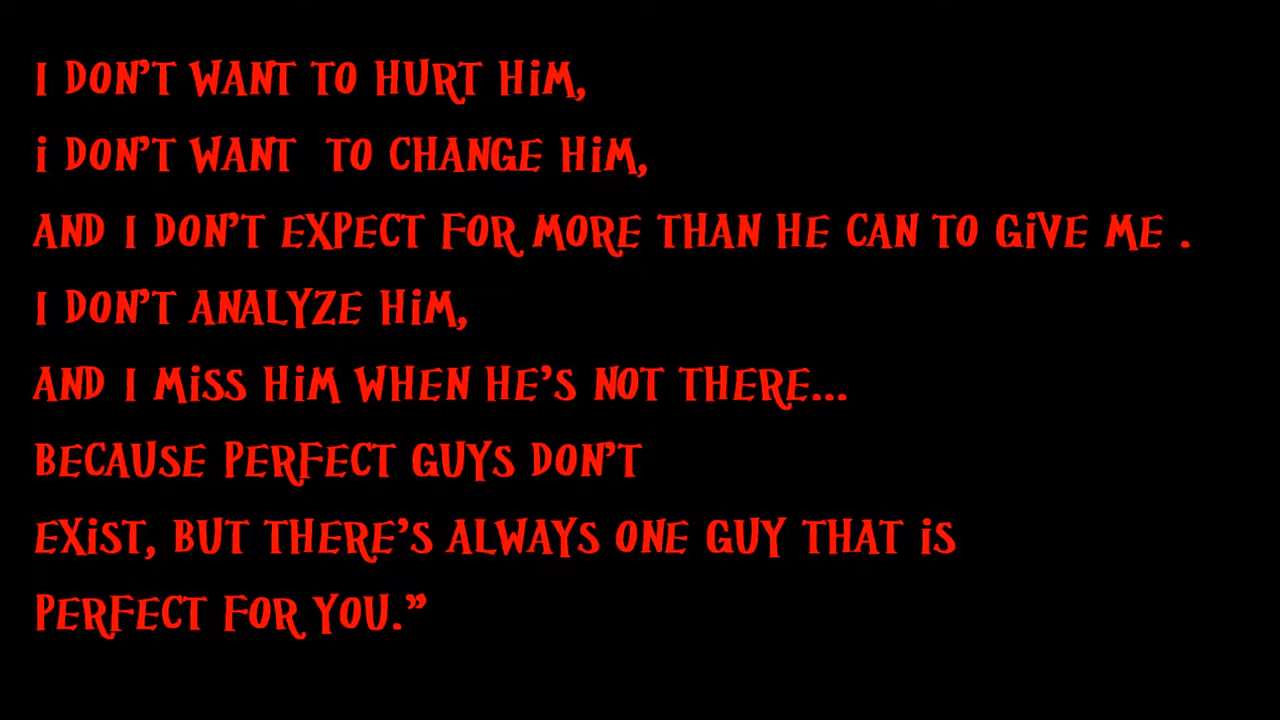 I DON'T WANT TO HURT HiM,
i DON'T WANT  TO CHANGE HiM,
AND I DON'T EXPECT FOR MORE THAN HE CAN TO GiVE ME .
I DON'T ANALYZE HiM,
AND I MiSS HiM WHEN HE'S NOT THERE...
BECAUSE PERFECT GUYS DON'T
EXiST, BUT THERE'S ALWAYS ONE GUY THAT iS
PERFECT FOR YOU.”